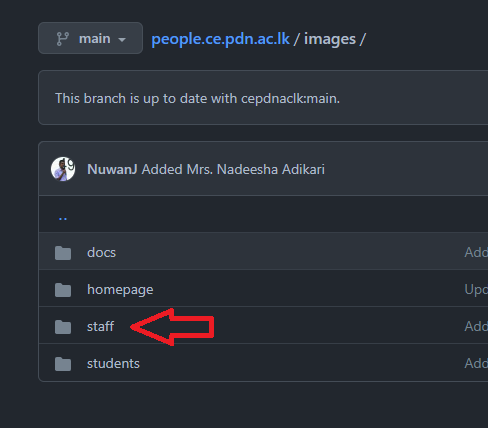 main
people.ce.pdn.ac.lk / images /
This branch is up to date with cepdnaclk:main.
NuwanJ Added Mrs. Nadeesha Adikari
..
docs Add
homepage Upd
staff Add
students Add